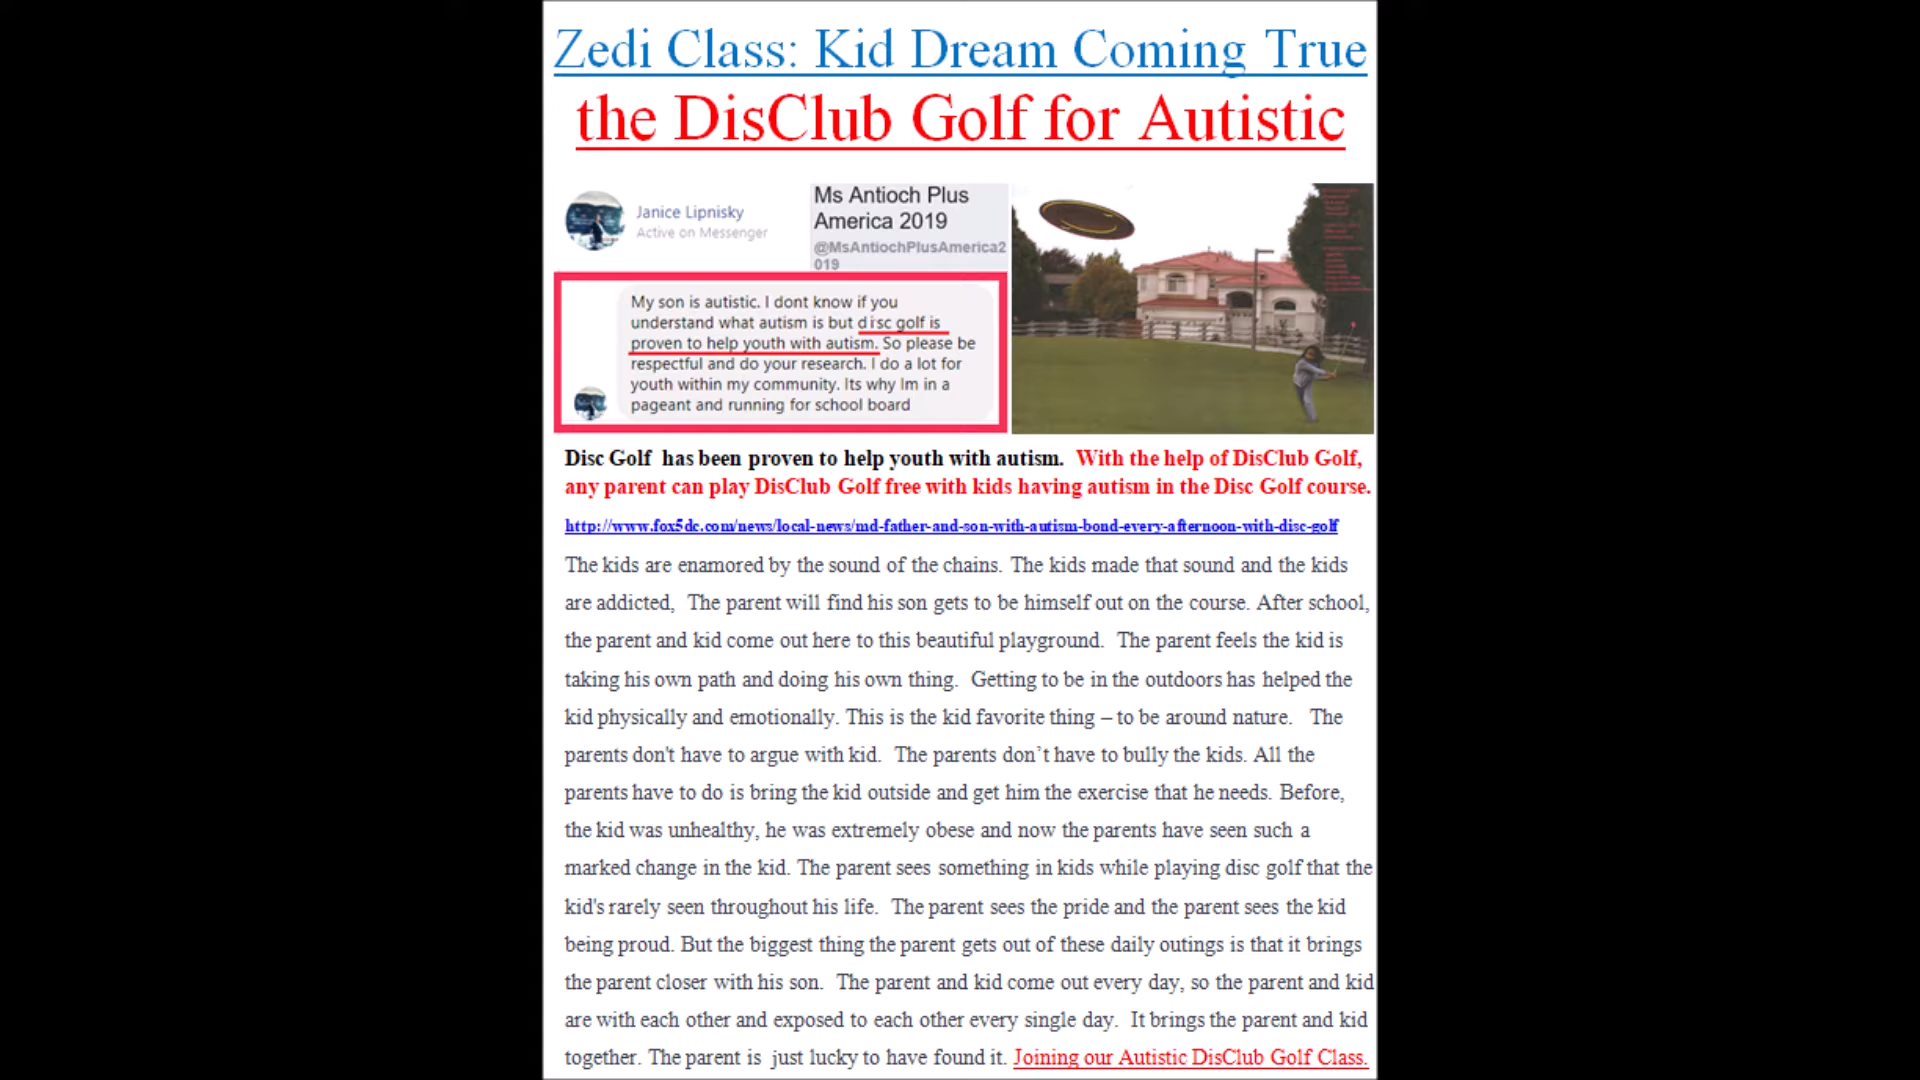 Zedi Class: Kid Dream Coming True
the DisClub Golf for Autistic
Janice Lipnisky
Active on Messenger
Ms Antioch Plus
America 2019
@MsAntiochPlusAmerica2
019
My son is autistic. I dont know if you
understand what autism is but disc golf is
proven to help youth with autism. So please be
respectful and do your research. I do a lot for
youth within my community. Its why Im in a
pageant and running for school board
Disc Golf has been proven to help youth with autism. With the help of DisClub Golf,
any parent can play DisClub Golf free with kids having autism in the Disc Golf course.
http://www.fox5dc.com/news/local-news/md-father-and-son-with-autism-bond-every-afternoon-with-disc-golf
The kids are enamored by the sound of the chains. The kids made that sound and the kids
are addicted, The parent will find his son gets to be himself out on the course. After school,
the parent and kid come out here to this beautiful playground. The parent feels the kid is
taking his own path and doing his own thing. Getting to be in the outdoors has helped the
kid physically and emotionally. This is the kid favorite thing – to be around nature. The
parents don't have to argue with kid. The parents don’t have to bully the kids. All the
parents have to do is bring the kid outside and get him the exercise that he needs. Before,
the kid was unhealthy, he was extremely obese and now the parents have seen such a
marked change in the kid. The parent sees something in kids while playing disc golf that the
kid's rarely seen throughout his life. The parent sees the pride and the parent sees the kid
being proud. But the biggest thing the parent gets out of these daily outings is that it brings
the parent closer with his son. The parent and kid come out every day, so the parent and kid
are with each other and exposed to each other every single day. It brings the parent and kid
together. The parent is just lucky to have found it. Joining our Autistic DisClub Golf Class.